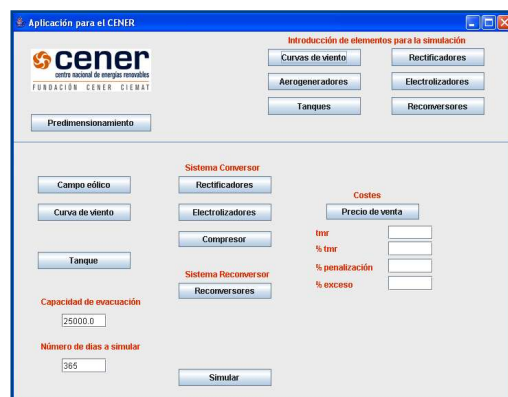 Aplicación para el CENER
Introducción de elementos para la simulación
cener
centro nacional de energías renovables
FUNDACIÓN CENER CIEMAT
Curvas de viento
Rectificadores
Aerogeneradores
Electrolizadores
Tanques
Reconversores
Predimensionamiento
Sistema Conversor
Campo eólico
Rectificadores
Curva de viento
Electrolizadores
Compresor
Tanque
Sistema Reconversor
Reconversores
Costes
Precio de venta
tmr
% tmr
% penalización
% exceso
Capacidad de evacuación
25000.0
Número de dias a simular
365
Simular